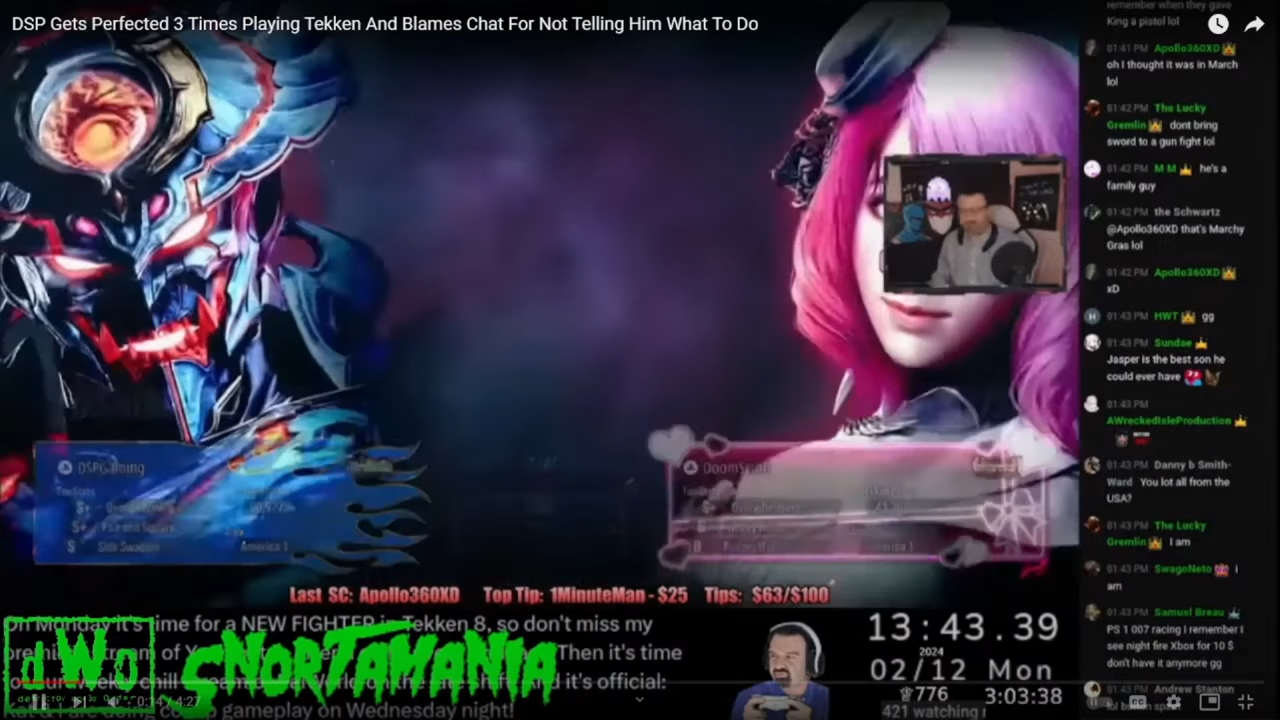 DSP Gets Perfected 3 Times Playing Tekken And Blames Chat For Not Telling Him What To Do
remember when they gave
King a pistol lol
01:41 PM Apollo360XD
oh I thought it was in March
lol
01:42 PM The Lucky
Gremlin dont bring
sword to a gun fight lol
01:42 PM M M he's a
family guy
01:42 PM the Schwartz
@Apollo360XD that's Marchy
Gras lol
01:42 PM Apollo360XD
xD
01:43 PM HWT gg
01:43 PM Sundae
Jasper is the best son he
could ever have
01:43 PM
AWreckedIsleProduction
01:43 PM Danny b Smith-
Ward You lot all from the
USA?
01:43 PM The Lucky
Gremlin I am
01:43 PM SwagoNeto i
am
01:43 PM Samuel Breau
PS 1 007 racing I remember I
see night fire Xbox for 10 $
don't have it anymore gg
01:43 PM Andrew Stanton
DSPGaming
S+
S+
S Side Swap
America 1
S+
Last SC: Apollo360XD Top Tip: 1MinuteMan - $25 Tips: $63/$100
On Monday it's time for a NEW FIGHTER in Tekken 8, so don't miss my
Then it's time
chill
it's official:
gameplay on Wednesday night!
dWo
SNORTAMANIA
0:14 / 4:27
13:43.39
2024
02/12 Mon
776 3:03:38
421 watching